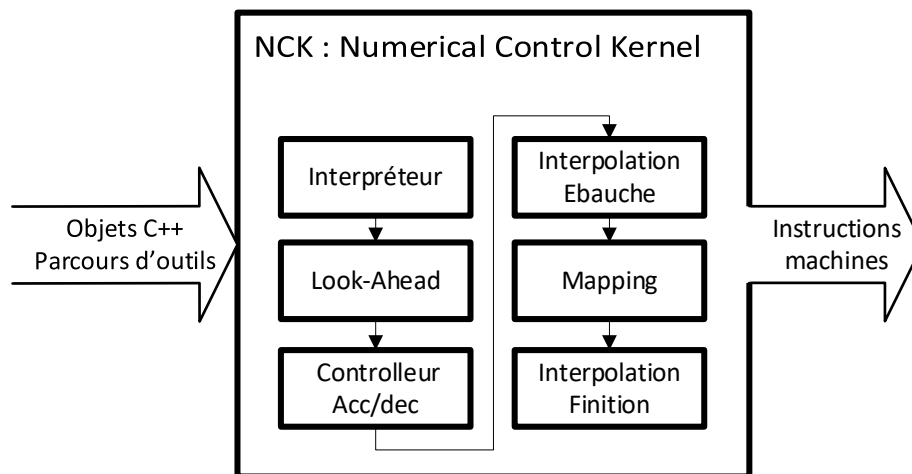 NCK : Numerical Control Kernel
Objets C++
Parcours d'outils
Interpréteur
Look-Ahead
Controlleur
Acc/dec
Interpolation
Ebauche
Mapping
Interpolation
Finition
Instructions
machines